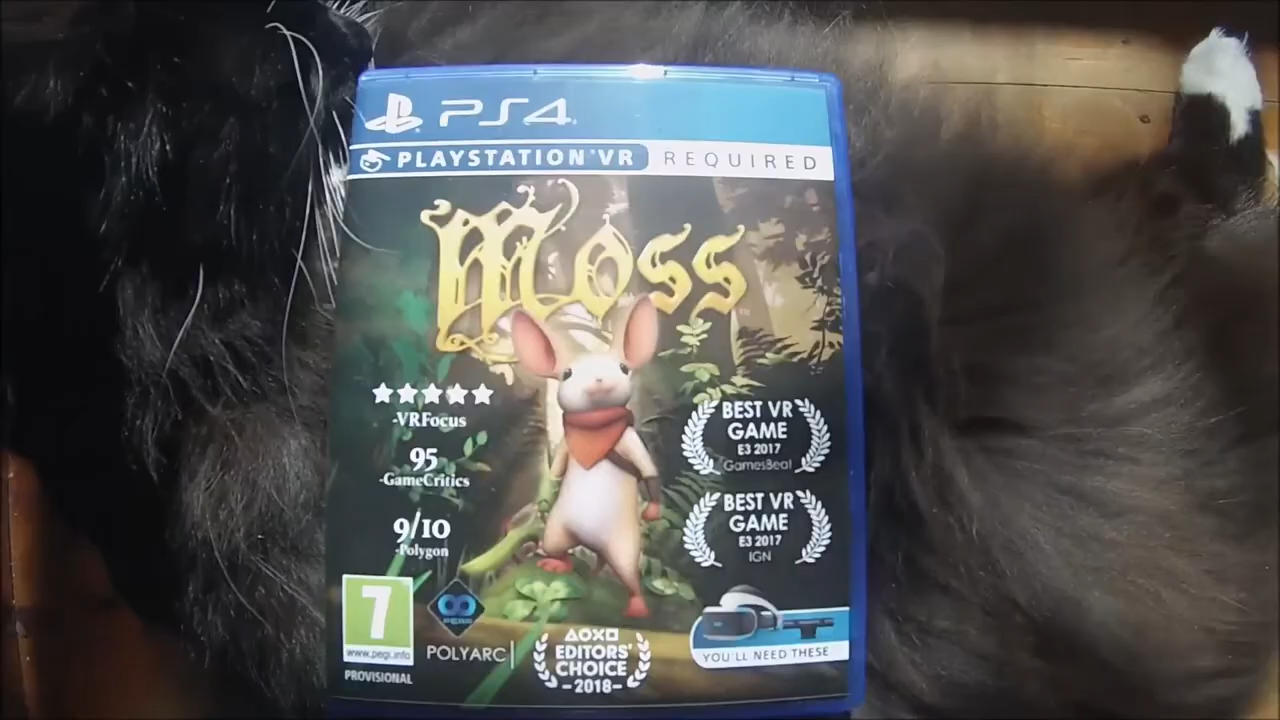 PS4
PLAYSTATION VR REQUIRED
Moss
-VRFocus
95
-GameCritics
9/10
-Polygon
BEST VR
GAME
E3 2017
GamesBeat
BEST VR
GAME
E3 2017
IGN
7
www.pegi.info
PROVISIONAL
POLYARC
EDITORS'
CHOICE
-2018-
YOU'LL NEED THESE